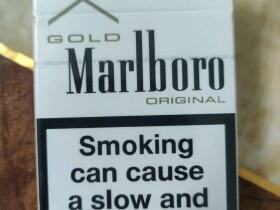 GOLD
Marlboro
ORIGINAL
Smoking
can cause
a slow and